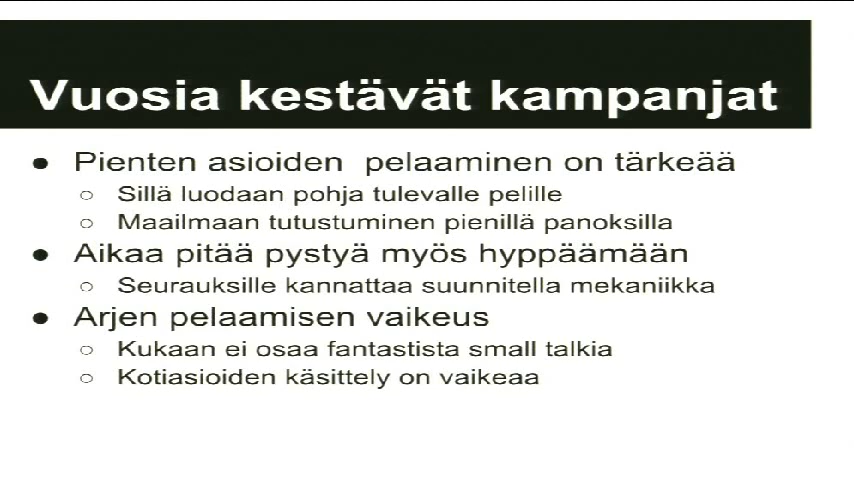 Vuosia kestävät kampanjat
● Pienten asioiden pelaaminen on tärkeää
○ Sillä luodaan pohja tulevalle pelille
○ Maailmaan tutustuminen pienillä panoksilla
● Aikaa pitää pystyä myös hyppäämään
○ Seurauksille kannattaa suunnitella mekaniikka
● Arjen pelaamisen vaikeus
○ Kukaan ei osaa fantastista small talkia
○ Kotiasioiden käsittely on vaikeaa